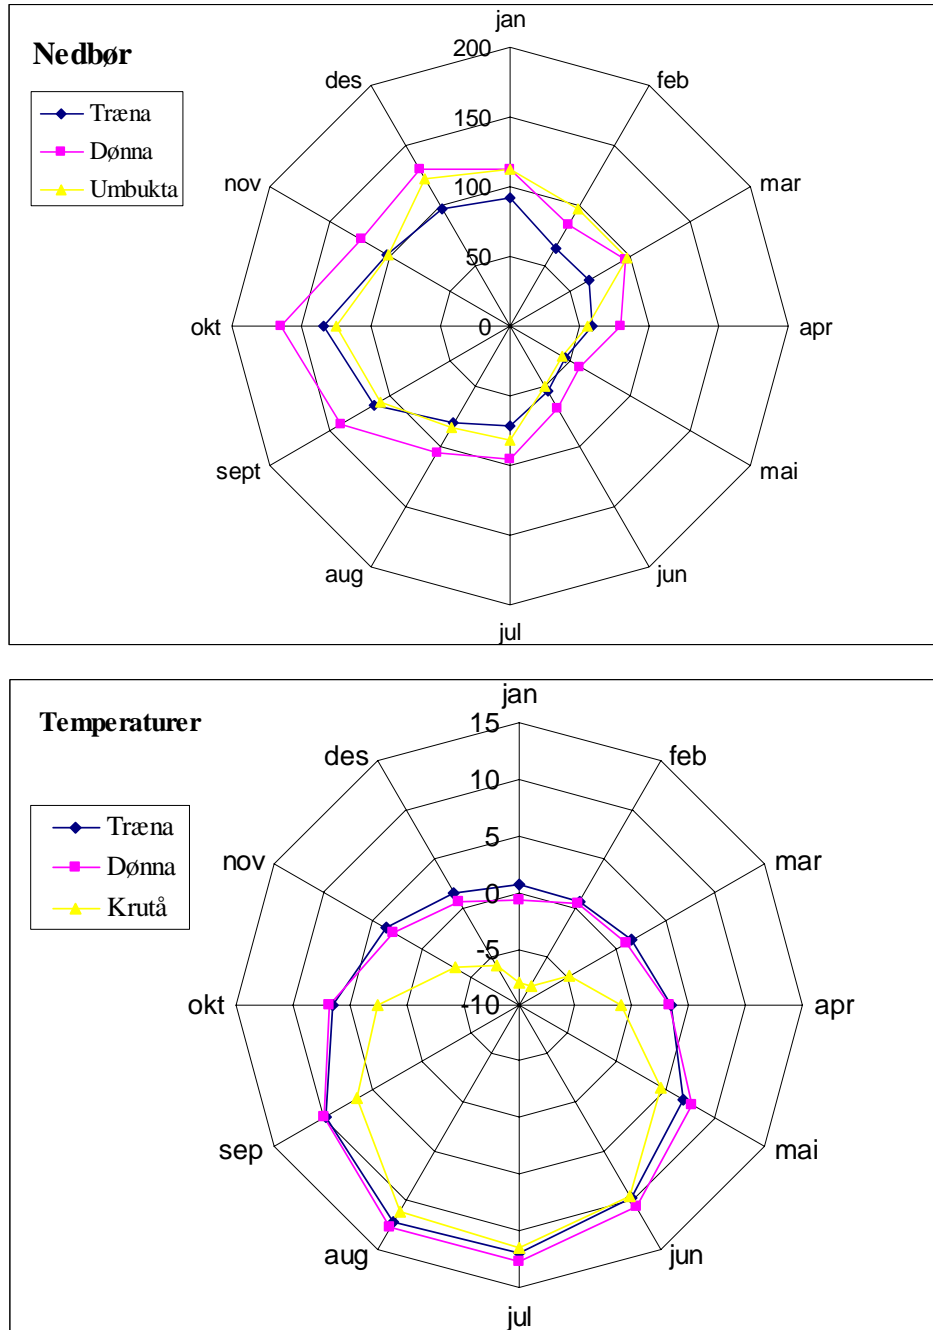 jan
Nedbør
200
des
feb
Træna
150
Dønna
Umbukta
nov
100
mar
50
okt
0
apr
sept
mai
aug
jun
jul
jan
Temperaturer
15
des
feb
10
Træna
5
Dønna
nov
mar
Krutå
0
-5
okt
-10
apr
sep
mai
aug
jun
jul